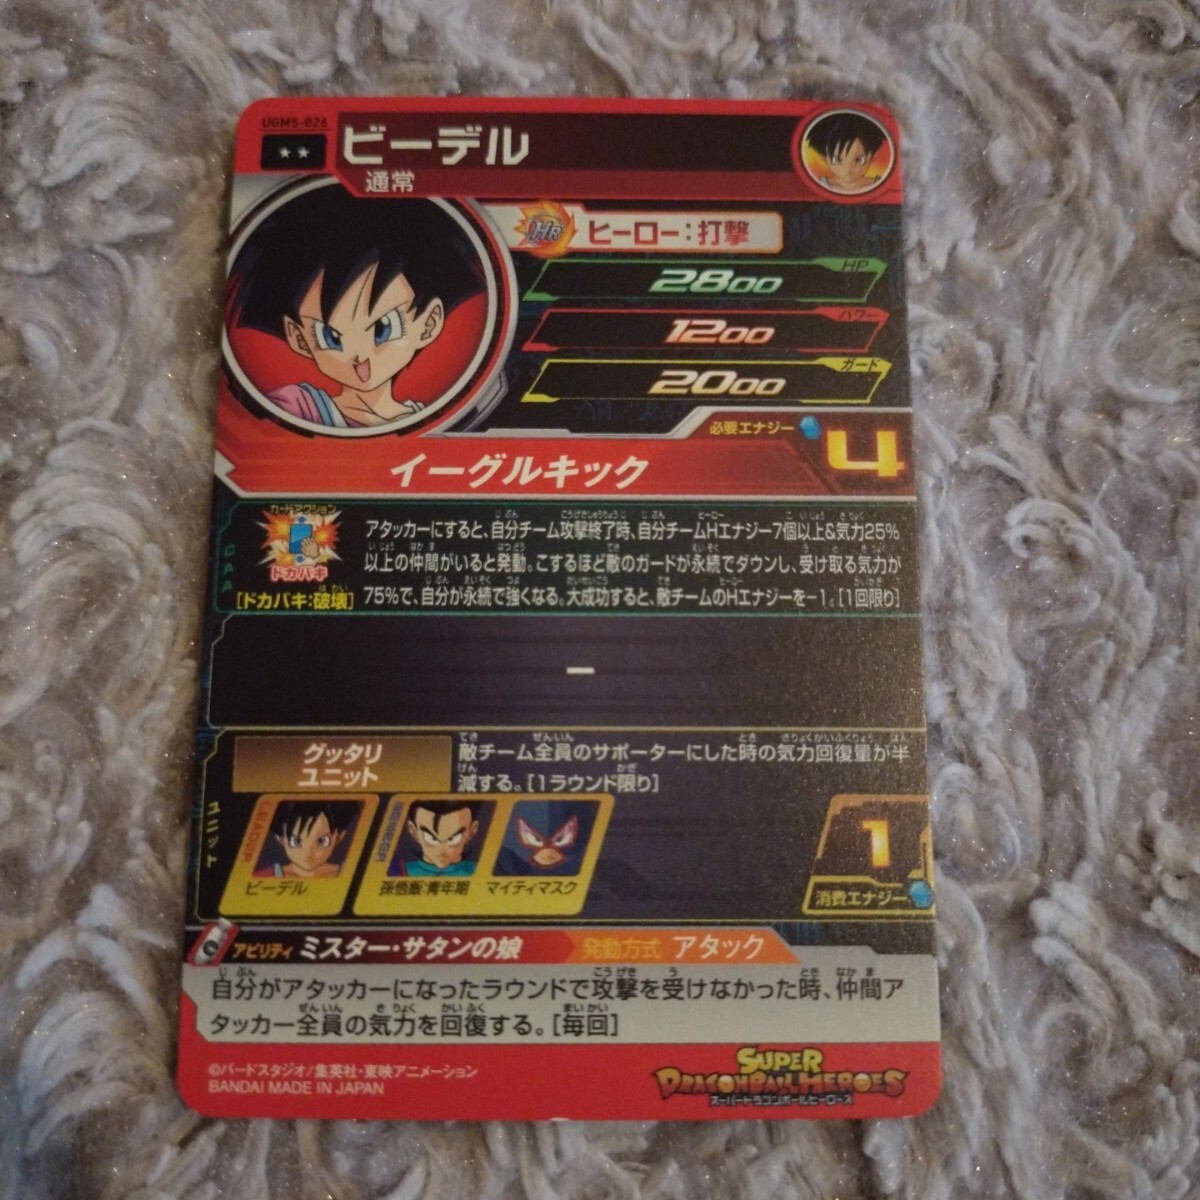 UGM5-026
★★
ビーデル
通常
HR ヒーロー：打撃
HP
2800
パワー
1200
ガード
2000
必要エナジー 4
イーグルキック
カードアクション
ドカバキ
CAA
[ドカバキ:破壊]
アタッカーにすると、自分チーム攻撃終了時、自分チームHエナジー7個以上&気力25%
以上の仲間がいると発動。こするほど敵のガードが永続でダウンし、受け取る気力が
75%で、自分が永続で強くなる。大成功すると、敵チームのHエナジーを-1。[1回限り]
ー
ユニット
グッタリ
ユニット
敵チーム全員のサポーターにした時の気力回復量が半
減する。[1ラウンド限り]
LEADER
ビーデル
MEMBER
孫悟飯:青年期
マイティマスク
1
消費エナジー
アビリティ ミスター・サタンの娘 発動方式 アタック
自分がアタッカーになったラウンドで攻撃を受けなかった時、仲間ア
タッカー全員の気力を回復する。[毎回]
©バードスタジオ/集英社・東映アニメーション
BANDAI MADE IN JAPAN
SUPER
DRAGONBALL HEROES
スーパードラゴンボールヒーローズ